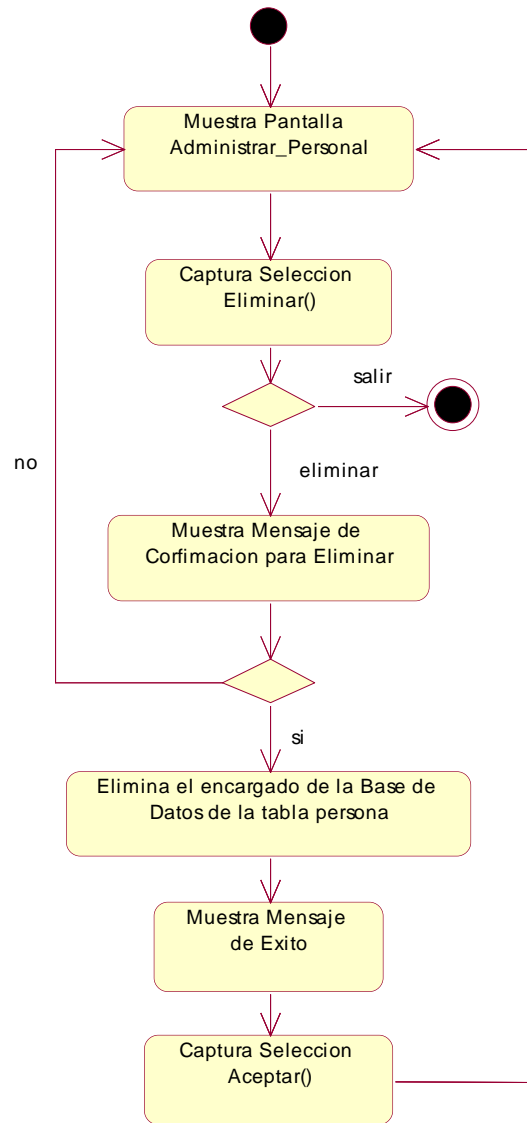 Muestra Pantalla
Administrar_Personal
Captura Seleccion
Eliminar()
salir
no
eliminar
Muestra Mensaje de
Corfimacion para Eliminar
si
Elimina el encargado de la Base de
Datos de la tabla persona
Muestra Mensaje
de Exito
Captura Seleccion
Aceptar()